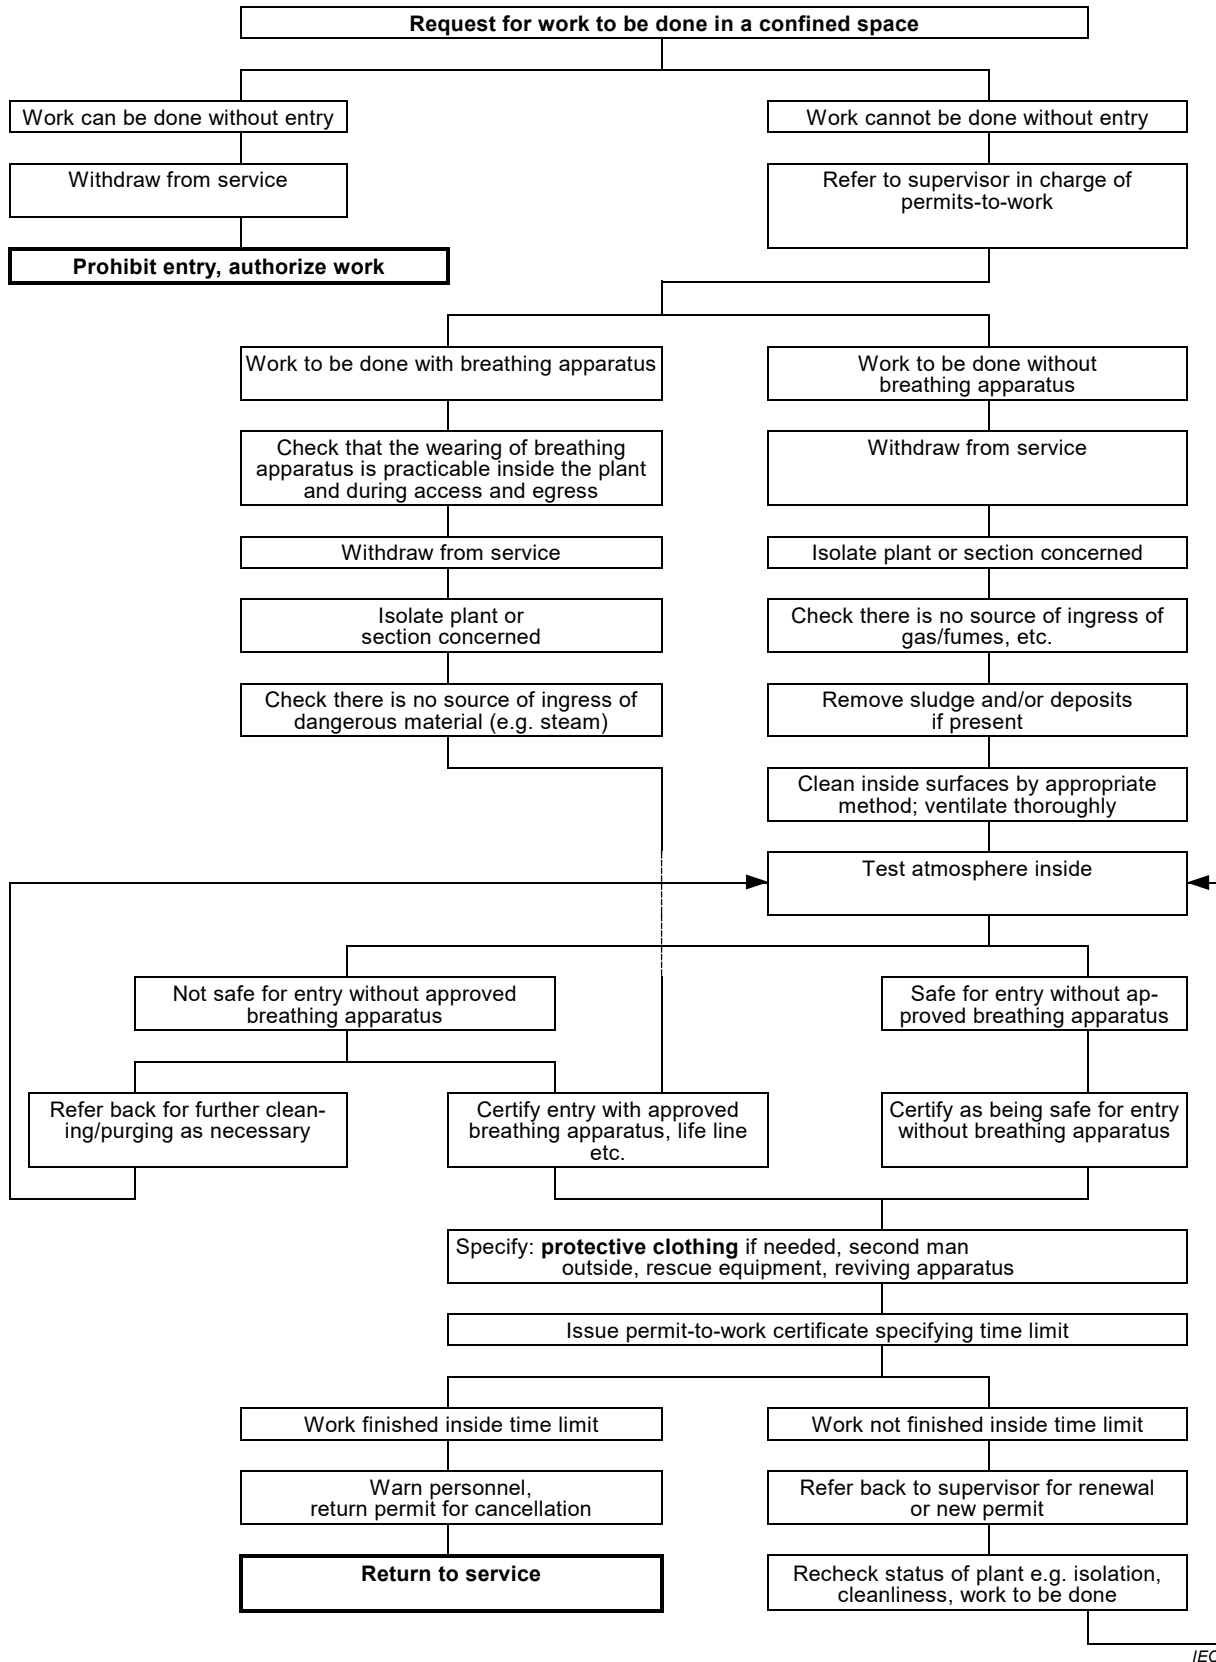 Request for work to be done in a confined space
Work can be done without entry
Work cannot be done without entry
Withdraw from service
Refer to supervisor in charge of
permits-to-work
Prohibit entry, authorize work
Work to be done with breathing apparatus
Work to be done without
breathing apparatus
Check that the wearing of breathing
apparatus is practicable inside the plant
and during access and egress
Withdraw from service
Withdraw from service
Isolate plant or section concerned
Isolate plant or
section concerned
Check there is no source of ingress of
gas/fumes, etc.
Check there is no source of ingress of
dangerous material (e.g. steam)
Remove sludge and/or deposits
if present
Clean inside surfaces by appropriate
method; ventilate thoroughly
Test atmosphere inside
Not safe for entry without approved
breathing apparatus
Safe for entry without ap-
proved breathing apparatus
Refer back for further clean-
ing/purging as necessary
Certify entry with approved
breathing apparatus, life line
etc.
Certify as being safe for entry
without breathing apparatus
Specify: protective clothing if needed, second man
outside, rescue equipment, reviving apparatus
Issue permit-to-work certificate specifying time limit
Work finished inside time limit
Work not finished inside time limit
Warn personnel,
return permit for cancellation
Refer back to supervisor for renewal
or new permit
Return to service
Recheck status of plant e.g. isolation,
cleanliness, work to be done
IEC